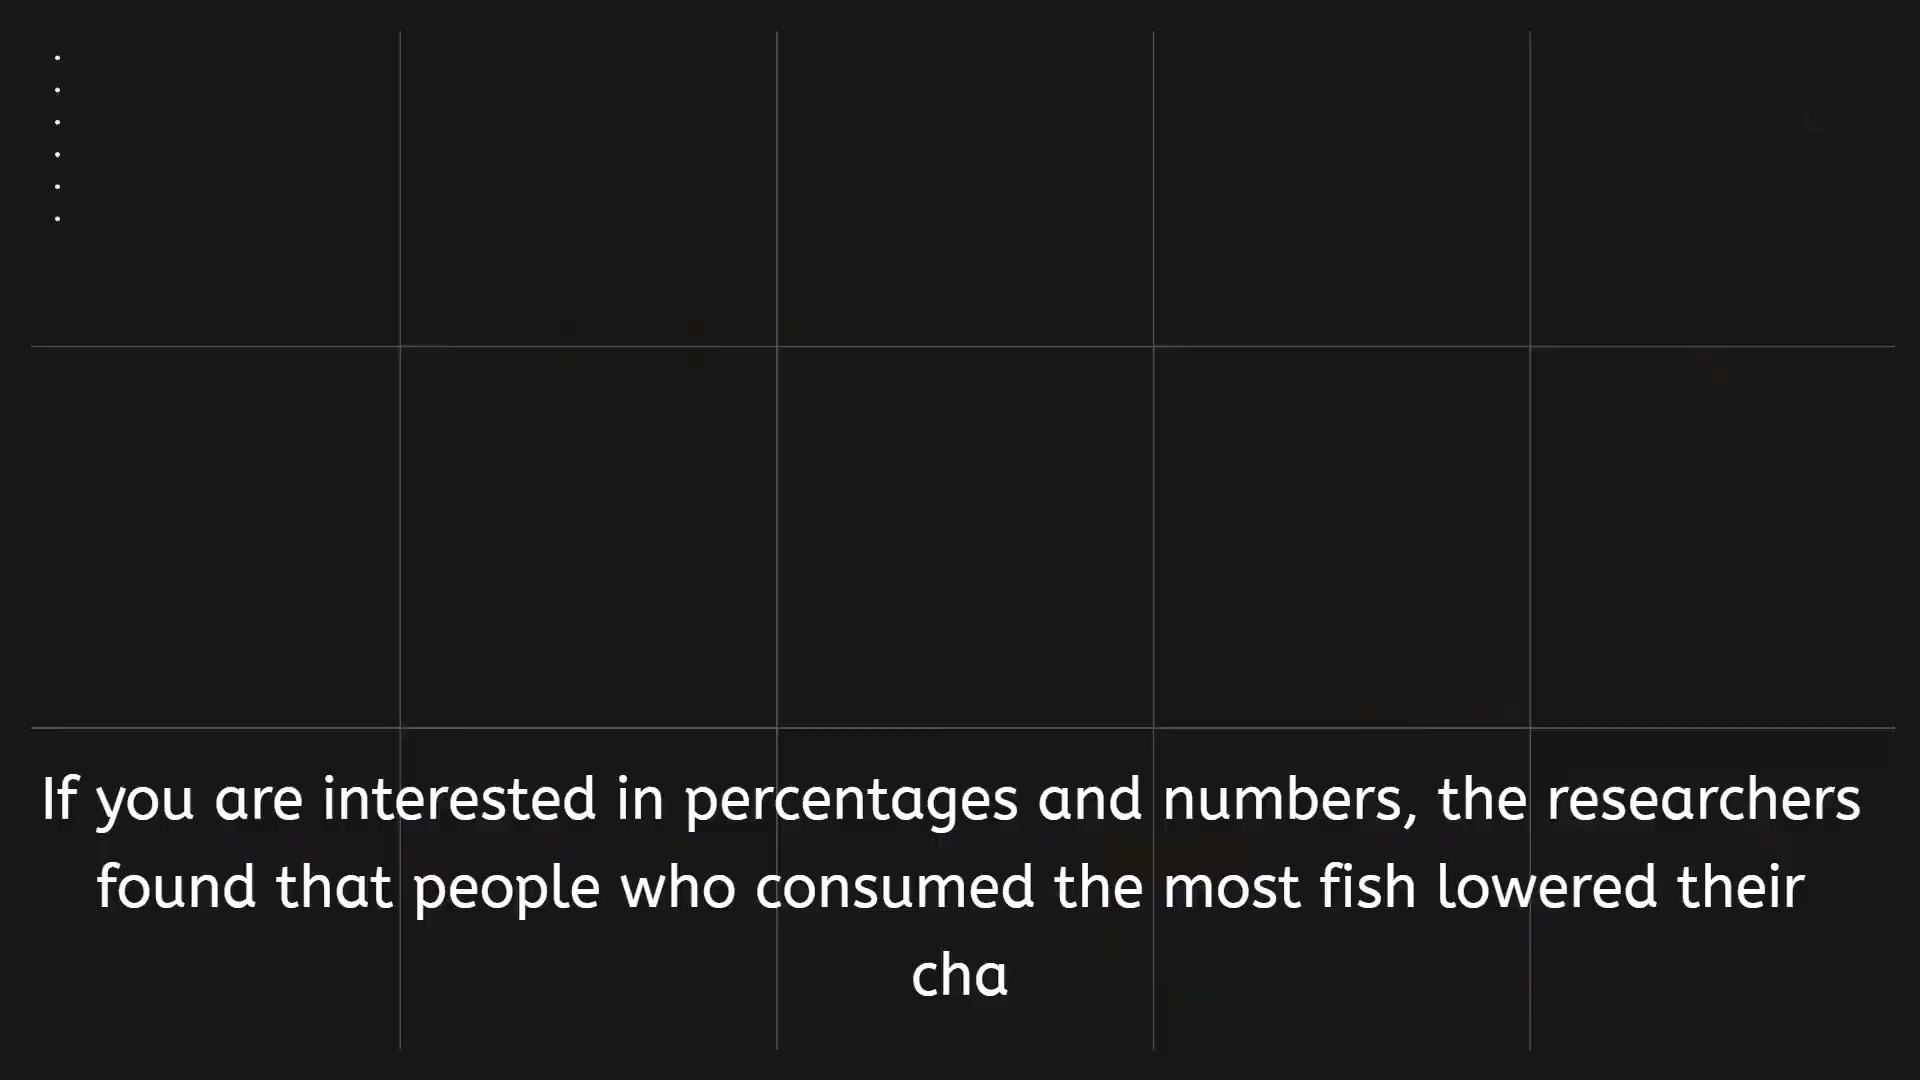 If you are interested in percentages and numbers, the researchers
found that people who consumed the most fish lowered their
cha